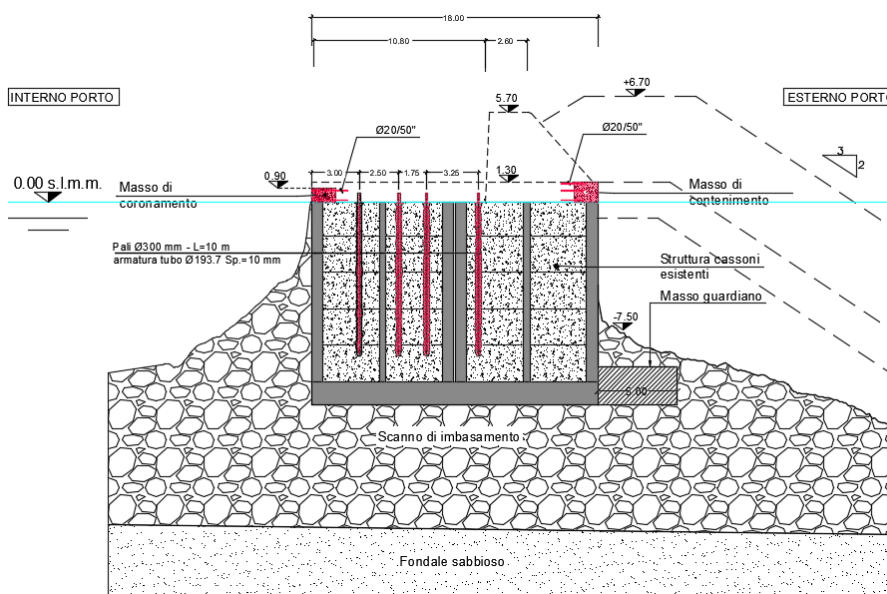 18.00
10.80
2.60
+6.70
5.70
INTERNO PORTO
ESTERNO PORTO
Ø20/50"
Ø20/50"
3
2
0.90
3.00
2.50
1.75
3.25
1.30
0.00 s.l.m.m.
Masso di
coronamento
Masso di
contenimento
Pali Ø300 mm - L=10 m
armatura tubo Ø193.7 Sp.=10 mm
Struttura cassoni
esistenti
Masso guardiano
-7.50
5.00
Scanno di imbasamento
Fondale sabbioso